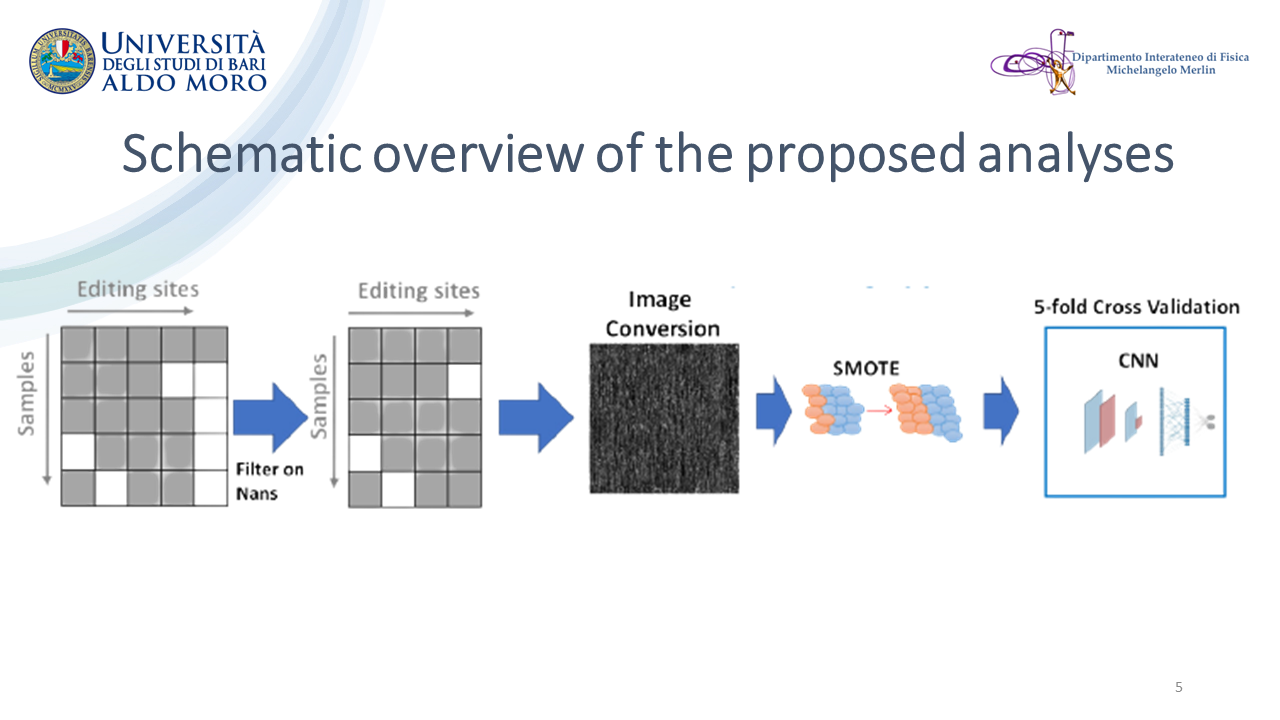 UNIVERSITÀ
DEGLI STUDI DI BARI
ALDO MORO
Dipartimento Interateneo di Fisica
Michelangelo Merlin
Schematic overview of the proposed analyses
Editing sites
Samples
Filter on
Nans
Editing sites
Samples
Image
Conversion
SMOTE
5-fold Cross Validation
CNN
5